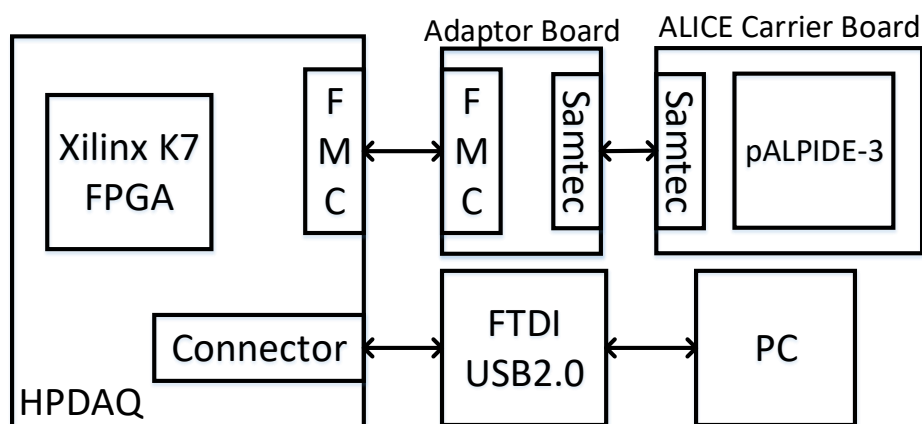 Adaptor Board
ALICE Carrier Board
Xilinx K7
FPGA
F
M
C
F
M
C
Samtec
Samtec
pALPIDE-3
Connector
FTDI
USB2.0
PC
HPDAQ